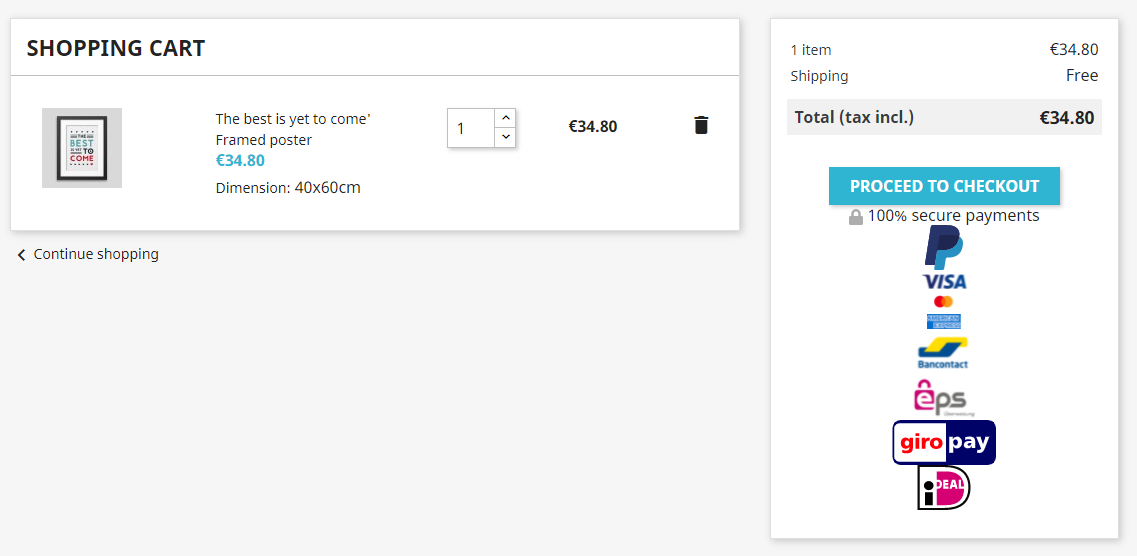 SHOPPING CART
THE
BEST
IS YET TO
COME
The best is yet to come'
Framed poster
€34.80
Dimension: 40x60cm
1
€34.80
Continue shopping
1 item €34.80
Shipping Free
Total (tax incl.) €34.80
PROCEED TO CHECKOUT
100% secure payments
VISA
AMERICAN
EXPRESS
Bancontact
eps
giropay
iDEAL